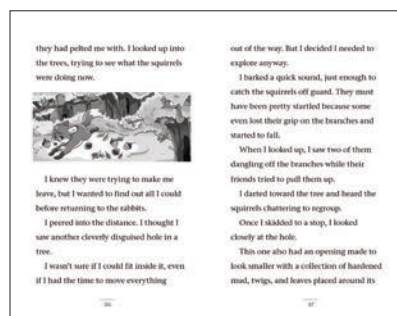 they had pelted me with. I looked up into
the trees, trying to see what the squirrels
were doing now.
I knew they were trying to make me
leave, but I wanted to find out all I could
before returning to the rabbits.
I peered into the distance. I thought I
saw another cleverly disguised hole in a
tree.
I wasn't sure if I could fit inside it, even
if I had the time to move everything
out of the way. But I decided I needed to
explore anyway.
I barked a quick sound, just enough to
catch the squirrels off guard. They must
have been pretty startled because some
even lost their grip on the branches and
started to fall.
When I looked up, I saw two of them
dangling off the branches while their
friends tried to pull them up.
I darted toward the tree and heard the
squirrels chattering to regroup.
Once I skidded to a stop, I looked
closely at the hole.
This one also had an opening made to
look smaller with a collection of hardened
mud, twigs, and leaves placed around its
37